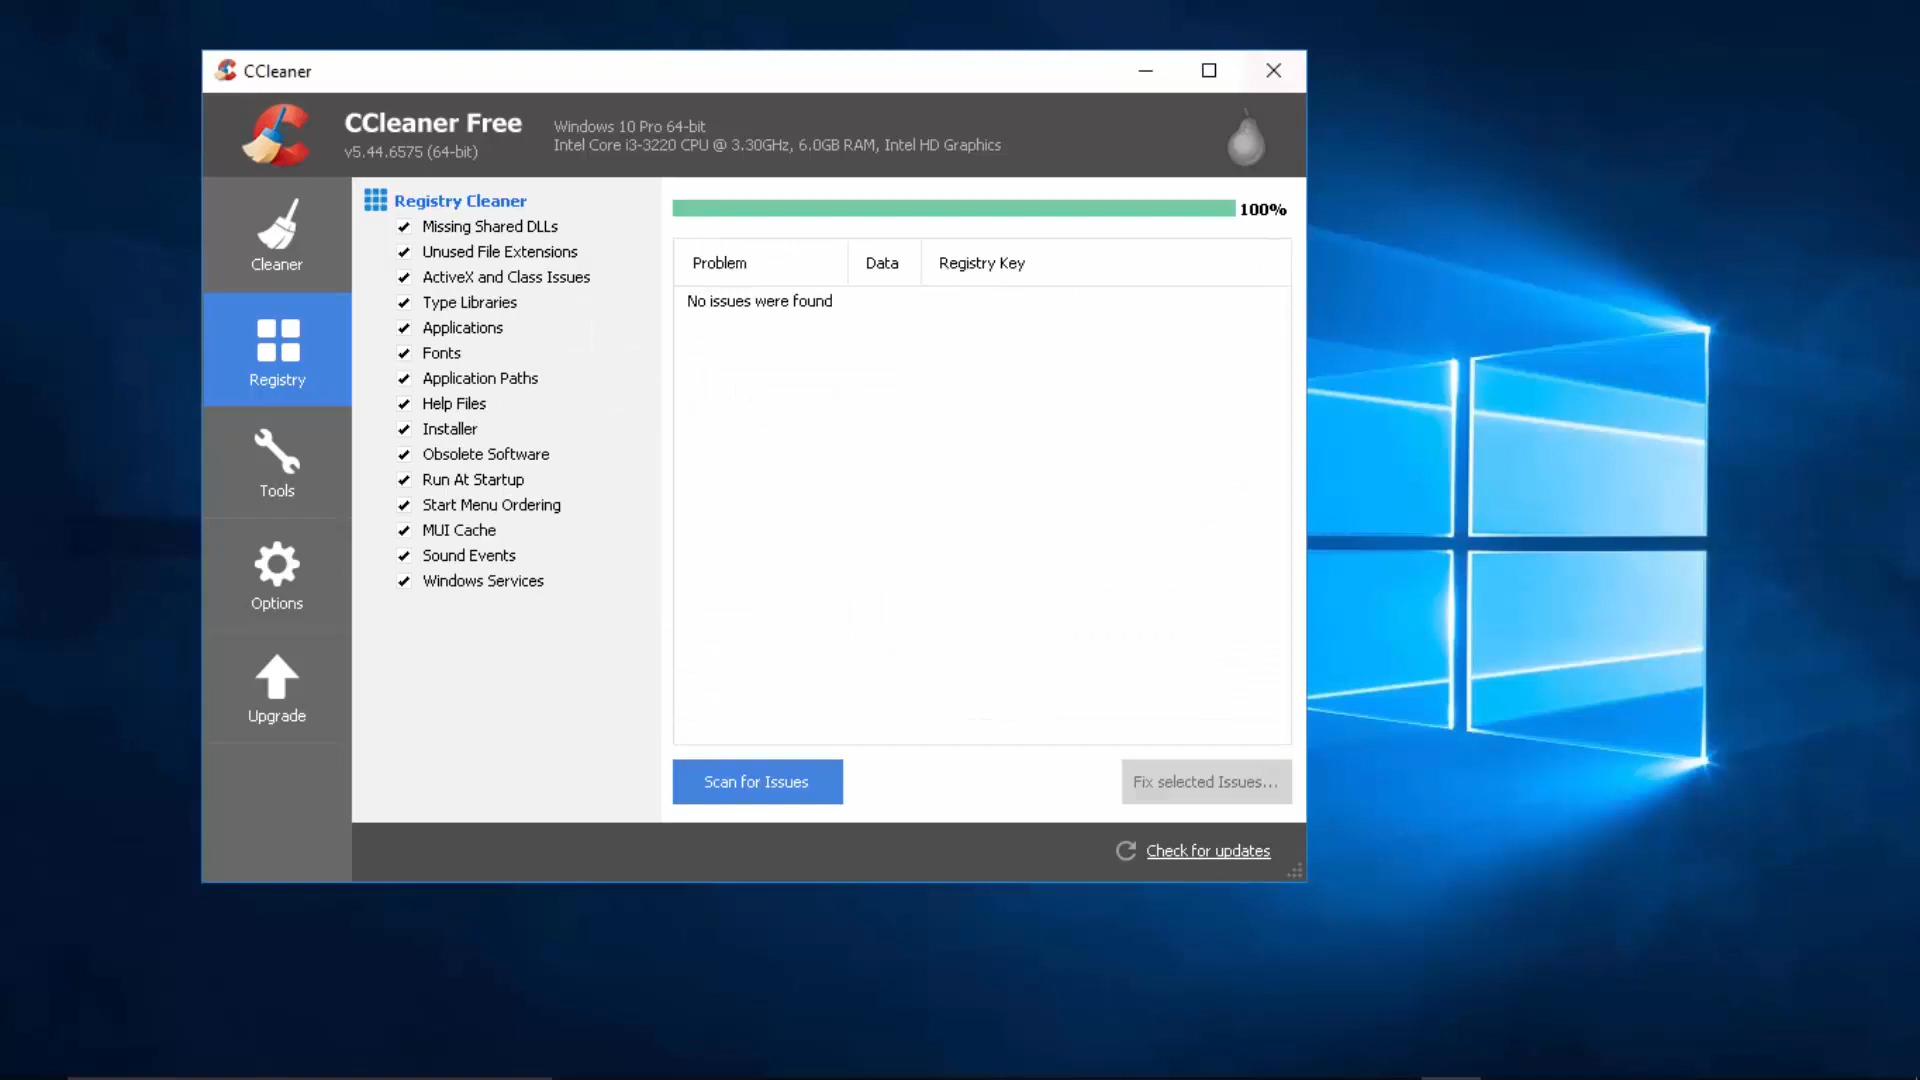 CCleaner
CCleaner Free
v5.44.6575 (64-bit)
Windows 10 Pro 64-bit
Intel Core i3-3220 CPU @ 3.30GHz, 6.0GB RAM, Intel HD Graphics
Cleaner
Registry
Tools
Options
Upgrade
Registry Cleaner
Missing Shared DLLs
Unused File Extensions
ActiveX and Class Issues
Type Libraries
Applications
Fonts
Application Paths
Help Files
Installer
Obsolete Software
Run At Startup
Start Menu Ordering
MUI Cache
Sound Events
Windows Services
100%
Problem Data Registry Key
No issues were found
Scan for Issues
Fix selected Issues...
Check for updates